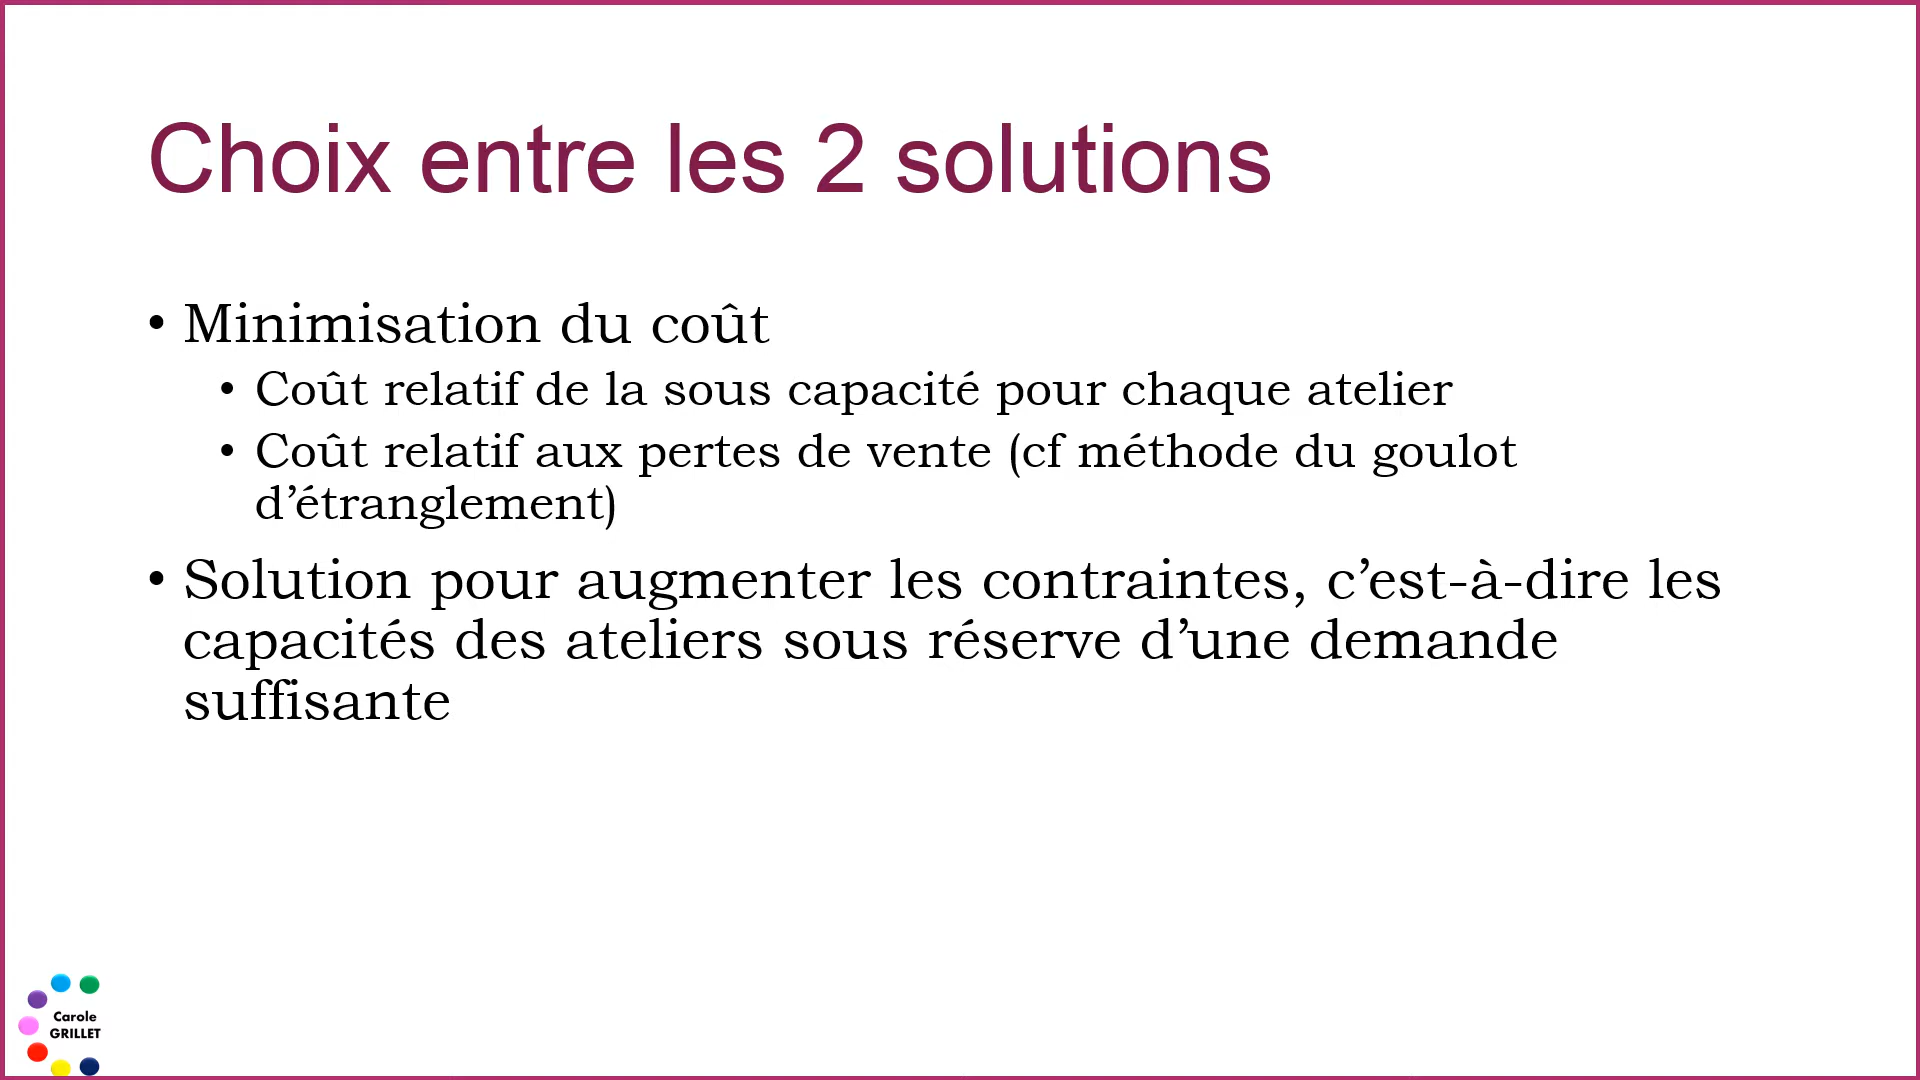 Choix entre les 2 solutions
• Minimisation du coût
• Coût relatif de la sous capacité pour chaque atelier
• Coût relatif aux pertes de vente (cf méthode du goulot
d’étranglement)
• Solution pour augmenter les contraintes, c’est-à-dire les
capacités des ateliers sous réserve d’une demande
suffisante
Carole
GRILLET